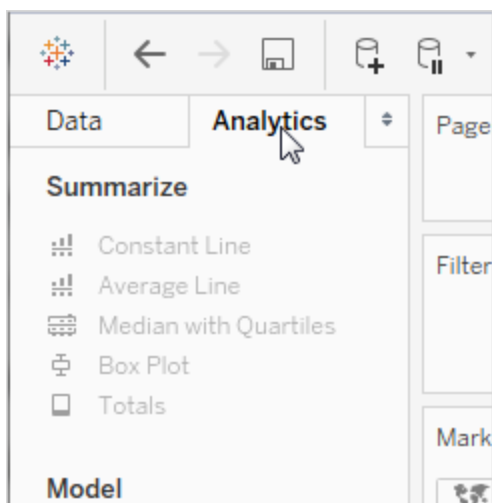 Data
Analytics
Page
Summarize
Constant Line
Average Line
Median with Quartiles
Box Plot
Totals
Filter
Mark
Model